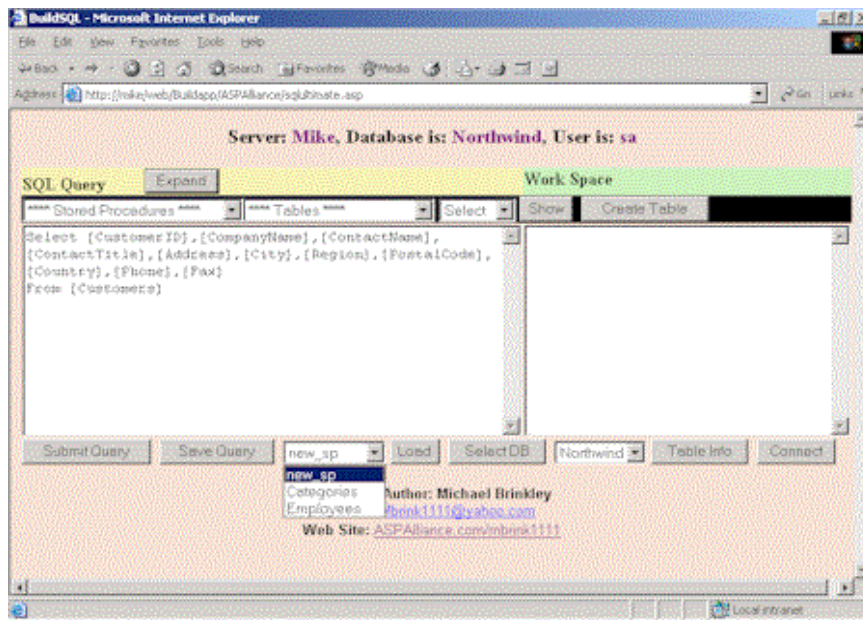 BuildSQL - Microsoft Internet Explorer
File Edit View Favorites Tools Help
Back Search Favorites Media
Address http://mike/web/Buildapp/ASPAlliance/sqlultimate.asp Go Links
Server: Mike, Database is: Northwind, User is: sa
SQL Query Expand Work Space
**** Stored Procedures **** **** Tables **** Select Show Create Table
Select [CustomerID],[CompanyName],[ContactName],
[ContactTitle],[Address],[City],[Region],[PostalCode],
[Country],[Phone],[Fax]
From [Customers]
Submit Query Save Query new_sp Load Select DB Northwind Table Info Connect
new_sp
Categories Author: Michael Brinkley
Employees mbrink1111@yahoo.com
Web Site: ASPAlliance.com/mbrink1111
Local intranet